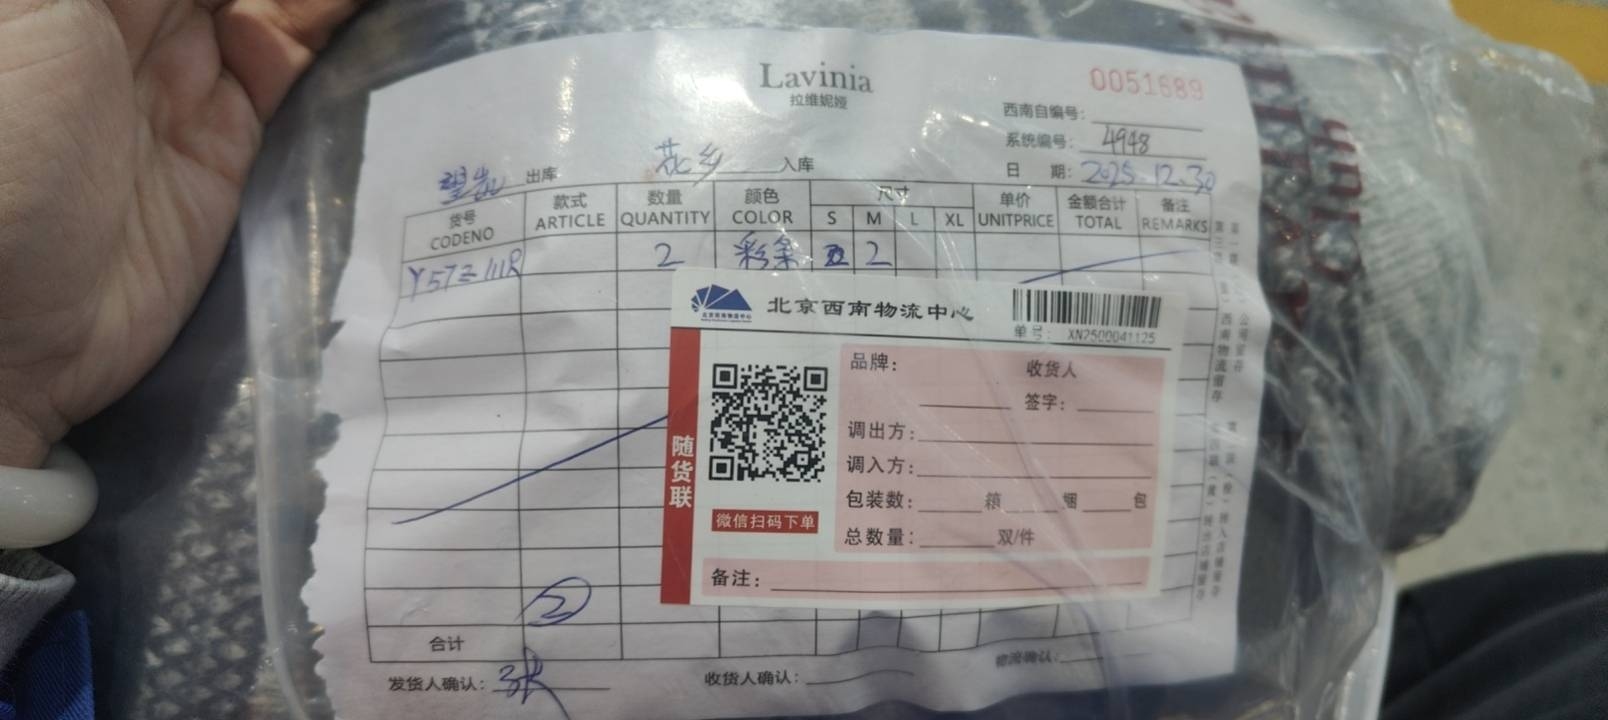 Lavinia
拉维妮娅
0051689
西南自编号:
系统编号: 4948
出库 花乡 入库
日 期: 2025.12.30
货号 款式 数量 颜色 尺寸 单价 金额合计 备注
CODENO ARTICLE QUANTITY COLOR S M L XL UNITPRICE TOTAL REMARKS
2 彩条 2
北京西南物流中心
单号: XN2500041125
品牌: 收货人
签字:
调出方:
调入方:
包装数: 箱 捆 包
总数量: 双/件
备注:
随货联
微信扫码下单
2
合计
发货人确认: 张
收货人确认:
物流确认: